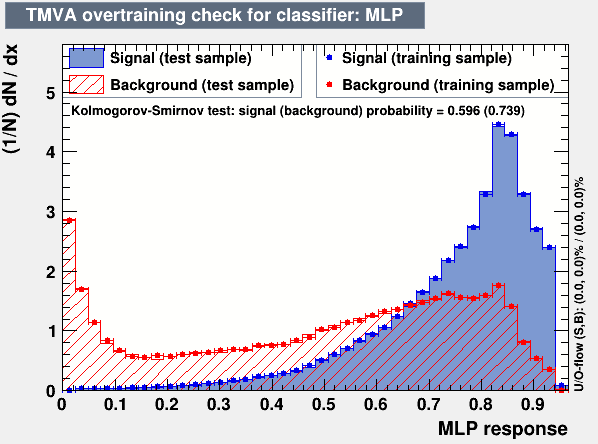 TMVA overtraining check for classifier: MLP
(1/N) dN / dx
Signal (test sample)
Background (test sample)
Signal (training sample)
Background (training sample)
Kolmogorov-Smirnov test: signal (background) probability = 0.596 (0.739)
5
4
3
2
1
0
0 0.1 0.2 0.3 0.4 0.5 0.6 0.7 0.8 0.9
MLP response
U/O-flow (S,B): (0.0, 0.0)% / (0.0, 0.0)%